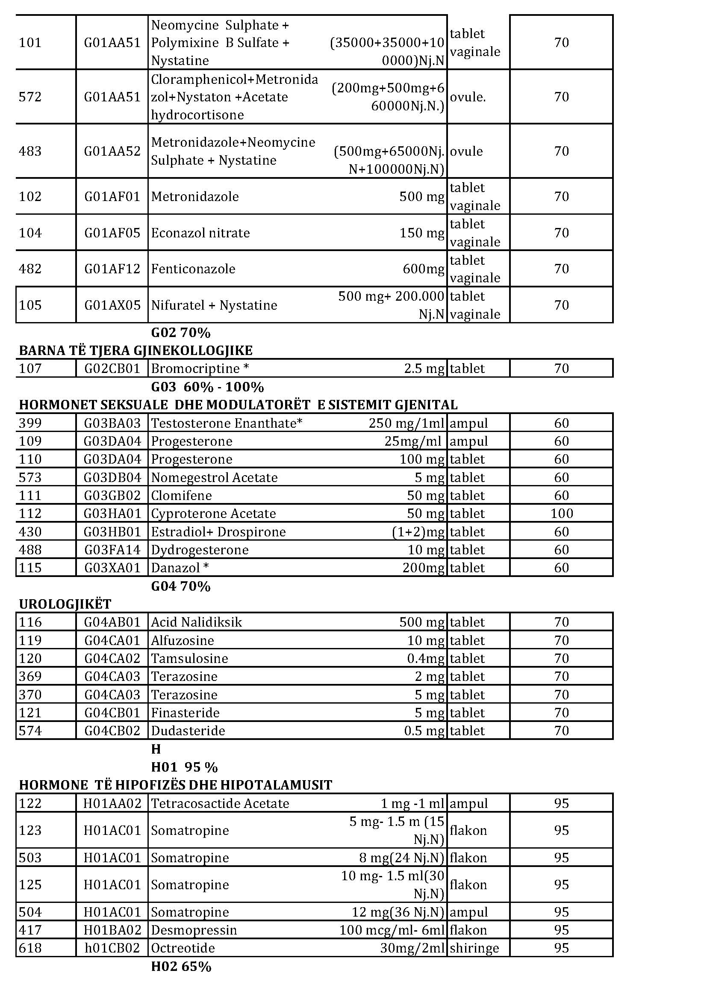 101 G01AA51 Neomycine Sulphate + Polymixine B Sulfate + Nystatine (35000+35000+10 0000)Nj.N tablet vaginale 70
572 G01AA51 Cloramphenicol+Metronida zol+Nystaton +Acetate hydrocortisone (200mg+500mg+6 60000Nj.N.) ovule. 70
483 G01AA52 Metronidazole+Neomycine Sulphate + Nystatine (500mg+65000Nj. N+100000Nj.N) ovule 70
102 G01AF01 Metronidazole 500 mg tablet vaginale 70
104 G01AF05 Econazol nitrate 150 mg tablet vaginale 70
482 G01AF12 Fenticonazole 600mg tablet vaginale 70
105 G01AX05 Nifuratel + Nystatine 500 mg+ 200.000 Nj.N tablet vaginale 70
G02 70%
BARNA TË TJERA GJINEKOLLOGJIKE
107 G02CB01 Bromocriptine * 2.5 mg tablet 70
G03 60% - 100%
HORMONET SEKSUALE DHE MODULATORËT E SISTEMIT GJENITAL
399 G03BA03 Testosterone Enanthate* 250 mg/1ml ampul 60
109 G03DA04 Progesterone 25mg/ml ampul 60
110 G03DA04 Progesterone 100 mg tablet 60
573 G03DB04 Nomegestrol Acetate 5 mg tablet 60
111 G03GB02 Clomifene 50 mg tablet 60
112 G03HA01 Cyproterone Acetate 50 mg tablet 100
430 G03HB01 Estradiol+ Drospirone (1+2)mg tablet 60
488 G03FA14 Dydrogesterone 10 mg tablet 60
115 G03XA01 Danazol * 200mg tablet 60
G04 70%
UROLOGJIKËT
116 G04AB01 Acid Nalidiksik 500 mg tablet 70
119 G04CA01 Alfuzosine 10 mg tablet 70
120 G04CA02 Tamsulosine 0.4mg tablet 70
369 G04CA03 Terazosine 2 mg tablet 70
370 G04CA03 Terazosine 5 mg tablet 70
121 G04CB01 Finasteride 5 mg tablet 70
574 G04CB02 Dudasteride 0.5 mg tablet 70
H
H01 95 %
HORMONE TË HIPOFIZËS DHE HIPOTALAMUSIT
122 H01AA02 Tetracosactide Acetate 1 mg -1 ml ampul 95
123 H01AC01 Somatropine 5 mg- 1.5 m (15 Nj.N) flakon 95
503 H01AC01 Somatropine 8 mg(24 Nj.N) flakon 95
125 H01AC01 Somatropine 10 mg- 1.5 ml(30 Nj.N) flakon 95
504 H01AC01 Somatropine 12 mg(36 Nj.N) ampul 95
417 H01BA02 Desmopressin 100 mcg/ml- 6ml flakon 95
618 h01CB02 Octreotide 30mg/2ml shiringe 95
H02 65%